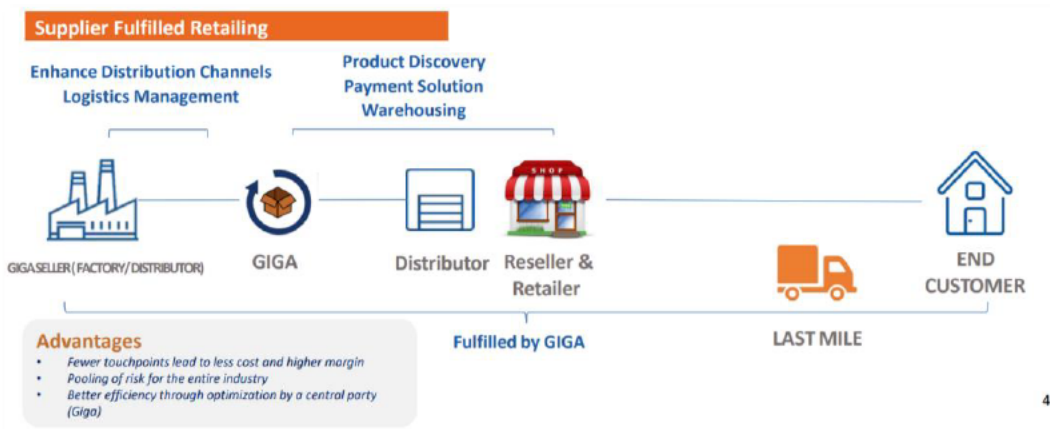 Supplier Fulfilled Retailing
Enhance Distribution Channels
Logistics Management
Product Discovery
Payment Solution
Warehousing
SHOP
GIGA SELLER ( FACTORY/ DISTRIBUTOR)
GIGA
Distributor
Reseller &
Retailer
LAST MILE
END
CUSTOMER
Fulfilled by GIGA
Advantages
• Fewer touchpoints lead to less cost and higher margin
• Pooling of risk for the entire industry
• Better efficiency through optimization by a central party
(Giga)
4